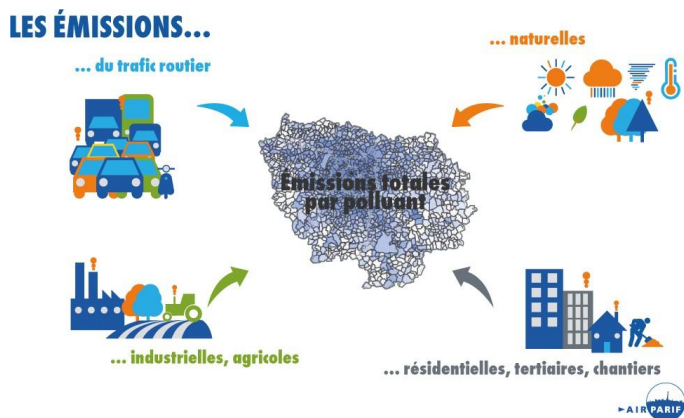 LES ÉMISSIONS...
... du trafic routier
... naturelles
Émissions totales
par polluant
... industrielles, agricoles
... résidentielles, tertiaires, chantiers
AIRPARIF